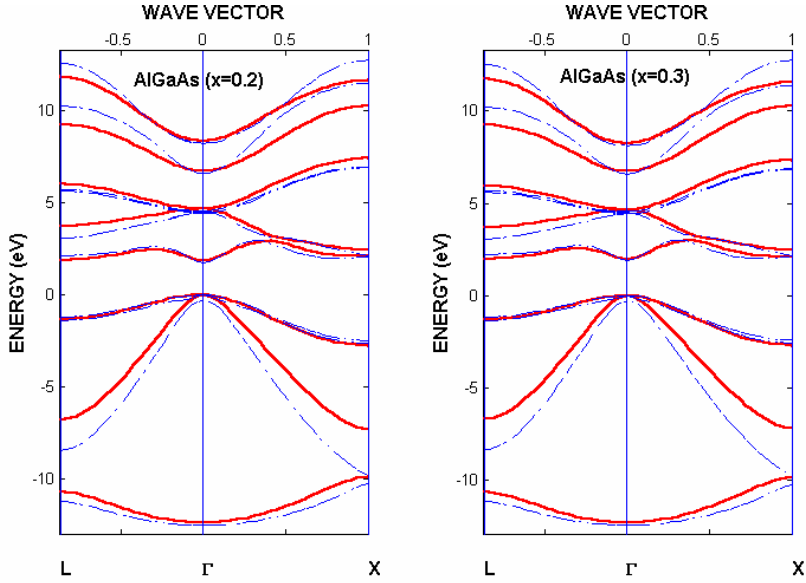 WAVE VECTOR WAVE VECTOR
-0.5 0 0.5 1 -0.5 0 0.5 1
AlGaAs (x=0.2) AlGaAs (x=0.3)
10 10
5 5
ENERGY (eV) ENERGY (eV)
0 0
-5 -5
-10 -10
L Γ X L Γ X